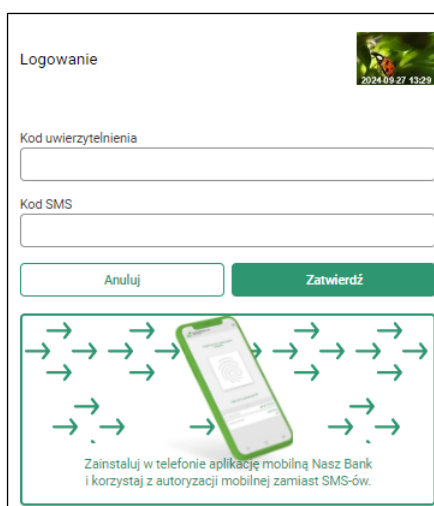 Logowanie
2024-09-27 13:29
Kod uwierzytelnienia
Kod SMS
Anuluj
Zatwierdź
Zainstaluj w telefonie aplikację mobilną Nasz Bank
i korzystaj z autoryzacji mobilnej zamiast SMS-ów.